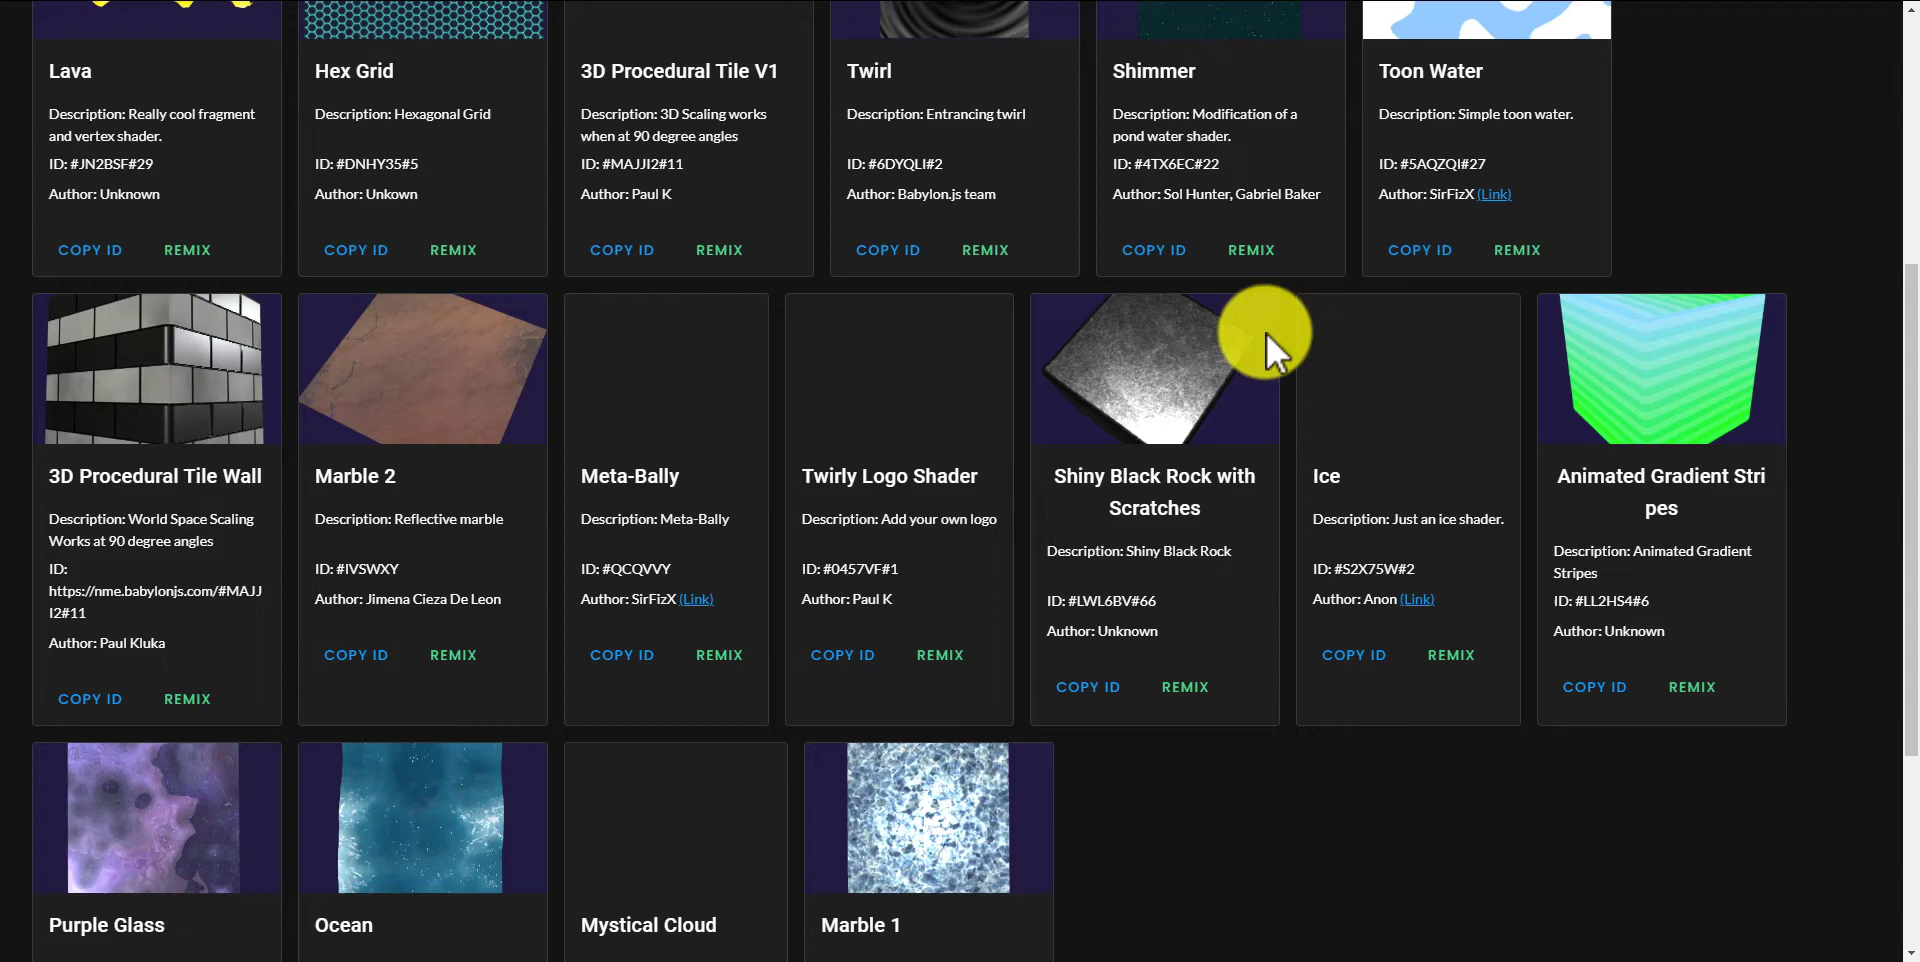 Lava
Description: Really cool fragment
and vertex shader.
ID: #JN2BSF#29
Author: Unknown
COPY ID REMIX
Hex Grid
Description: Hexagonal Grid
ID: #DNHY35#5
Author: Unkown
COPY ID REMIX
3D Procedural Tile V1
Description: 3D Scaling works
when at 90 degree angles
ID: #MAJJI2#11
Author: Paul K
COPY ID REMIX
Twirl
Description: Entrancing twirl
ID: #6DYQLI#2
Author: Babylon.js team
COPY ID REMIX
Shimmer
Description: Modification of a
pond water shader.
ID: #4TX6EC#22
Author: Sol Hunter, Gabriel Baker
COPY ID REMIX
Toon Water
Description: Simple toon water.
ID: #5AQZQI#27
Author: SirFizX (Link)
COPY ID REMIX
3D Procedural Tile Wall
Description: World Space Scaling
Works at 90 degree angles
ID:
https://nme.babylonjs.com/#MAJJ
I2#11
Author: Paul Kluka
COPY ID REMIX
Marble 2
Description: Reflective marble
ID: #IVSWXY
Author: Jimena Cieza De Leon
COPY ID REMIX
Meta-Bally
Description: Meta-Bally
ID: #QCQVVY
Author: SirFizX (Link)
COPY ID REMIX
Twirly Logo Shader
Description: Add your own logo
ID: #0457VF#1
Author: Paul K
COPY ID REMIX
Shiny Black Rock with
Scratches
Description: Shiny Black Rock
ID: #LWL6BV#66
Author: Unknown
COPY ID REMIX
Ice
Description: Just an ice shader.
ID: #S2X75W#2
Author: Anon (Link)
COPY ID REMIX
Animated Gradient Stri
pes
Description: Animated Gradient
Stripes
ID: #LL2HS4#6
Author: Unknown
COPY ID REMIX
Purple Glass
Ocean
Mystical Cloud
Marble 1